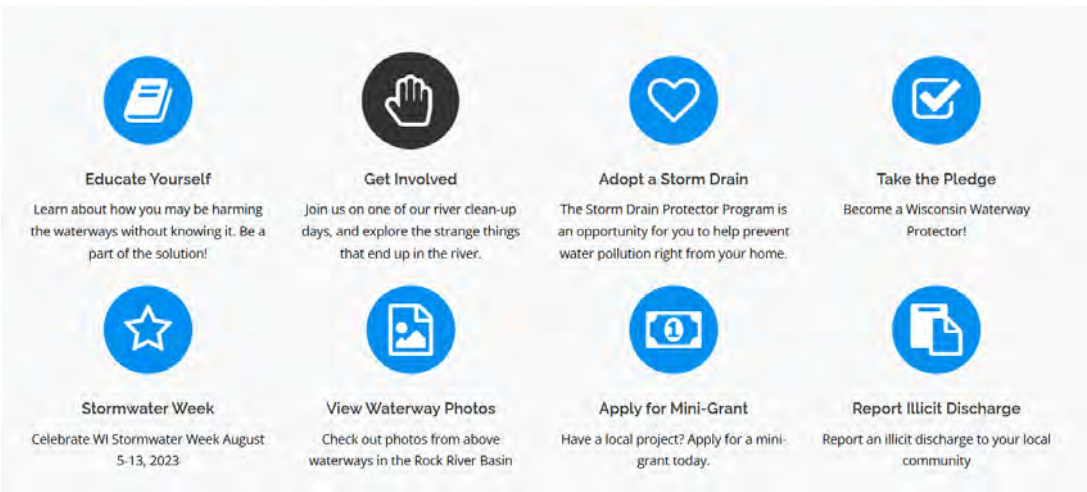 Educate Yourself
Learn about how you may be harming
the waterways without knowing it. Be a
part of the solution!
Get Involved
Join us on one of our river clean-up
days, and explore the strange things
that end up in the river.
Adopt a Storm Drain
The Storm Drain Protector Program is
an opportunity for you to help prevent
water pollution right from your home.
Take the Pledge
Become a Wisconsin Waterway
Protector!
Stormwater Week
Celebrate WI Stormwater Week August
5-13, 2023
View Waterway Photos
Check out photos from above
waterways in the Rock River Basin
1
Apply for Mini-Grant
Have a local project? Apply for a mini-
grant today.
Report Illicit Discharge
Report an illicit discharge to your local
community